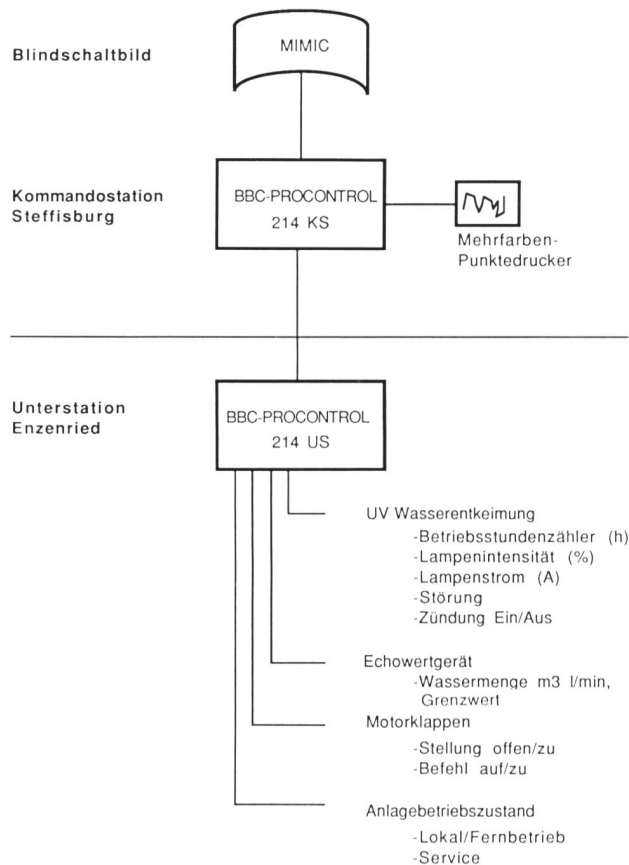 Blindschaltbild
MIMIC
Kommandostation
Steffisburg
BBC-PROCONTROL
214 KS
Mehrfarben-
Punktedrucker
Unterstation
Enzenried
BBC-PROCONTROL
214 US
UV Wasserentkeimung
-Betriebsstundenzähler (h)
-Lampenintensität (%)
-Lampenstrom (A)
-Störung
-Zündung Ein/Aus
Echowertgerät
-Wassermenge m3 l/min,
Grenzwert
Motorklappen
-Stellung offen/zu
-Befehl auf/zu
Anlagebetriebszustand
-Lokal/Fernbetrieb
-Service